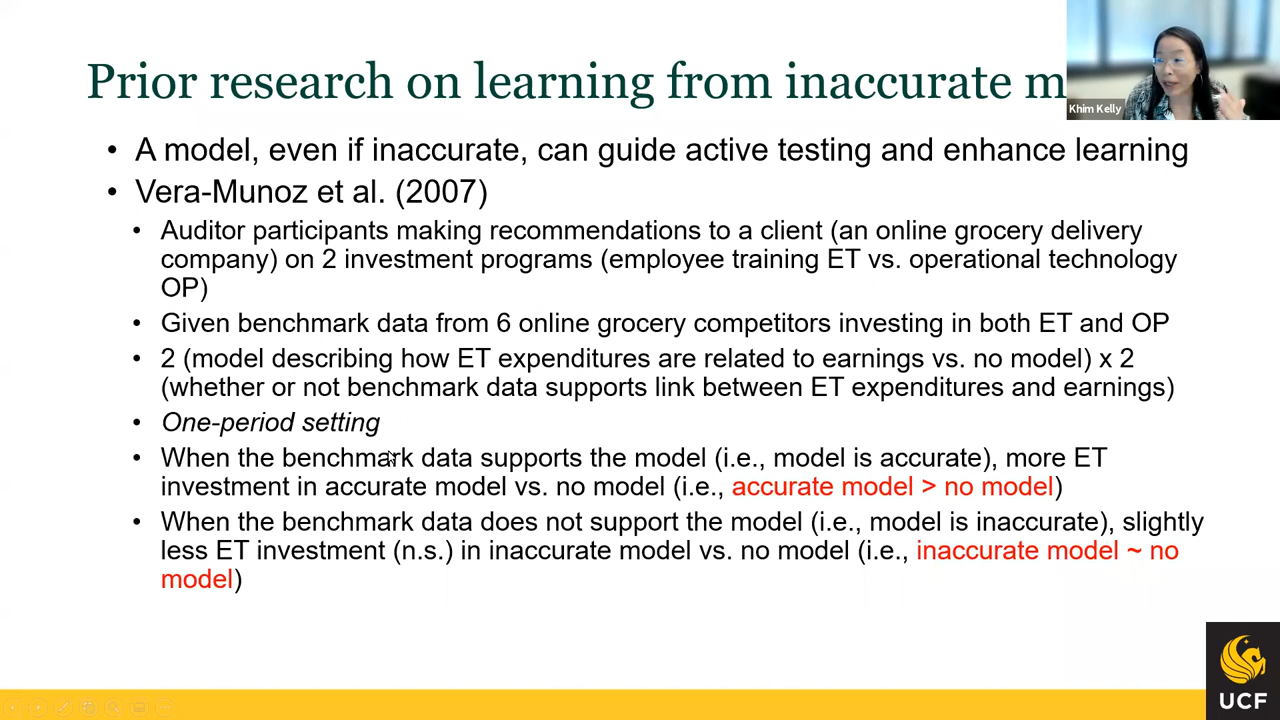 Prior research on learning from inaccurate m
Khim Kelly
• A model, even if inaccurate, can guide active testing and enhance learning
• Vera-Munoz et al. (2007)
• Auditor participants making recommendations to a client (an online grocery delivery
company) on 2 investment programs (employee training ET vs. operational technology
OP)
• Given benchmark data from 6 online grocery competitors investing in both ET and OP
• 2 (model describing how ET expenditures are related to earnings vs. no model) x 2
(whether or not benchmark data supports link between ET expenditures and earnings)
• One-period setting
• When the benchmark data supports the model (i.e., model is accurate), more ET
investment in accurate model vs. no model (i.e., accurate model > no model)
• When the benchmark data does not support the model (i.e., model is inaccurate), slightly
less ET investment (n.s.) in inaccurate model vs. no model (i.e., inaccurate model ~ no
model)
UCF